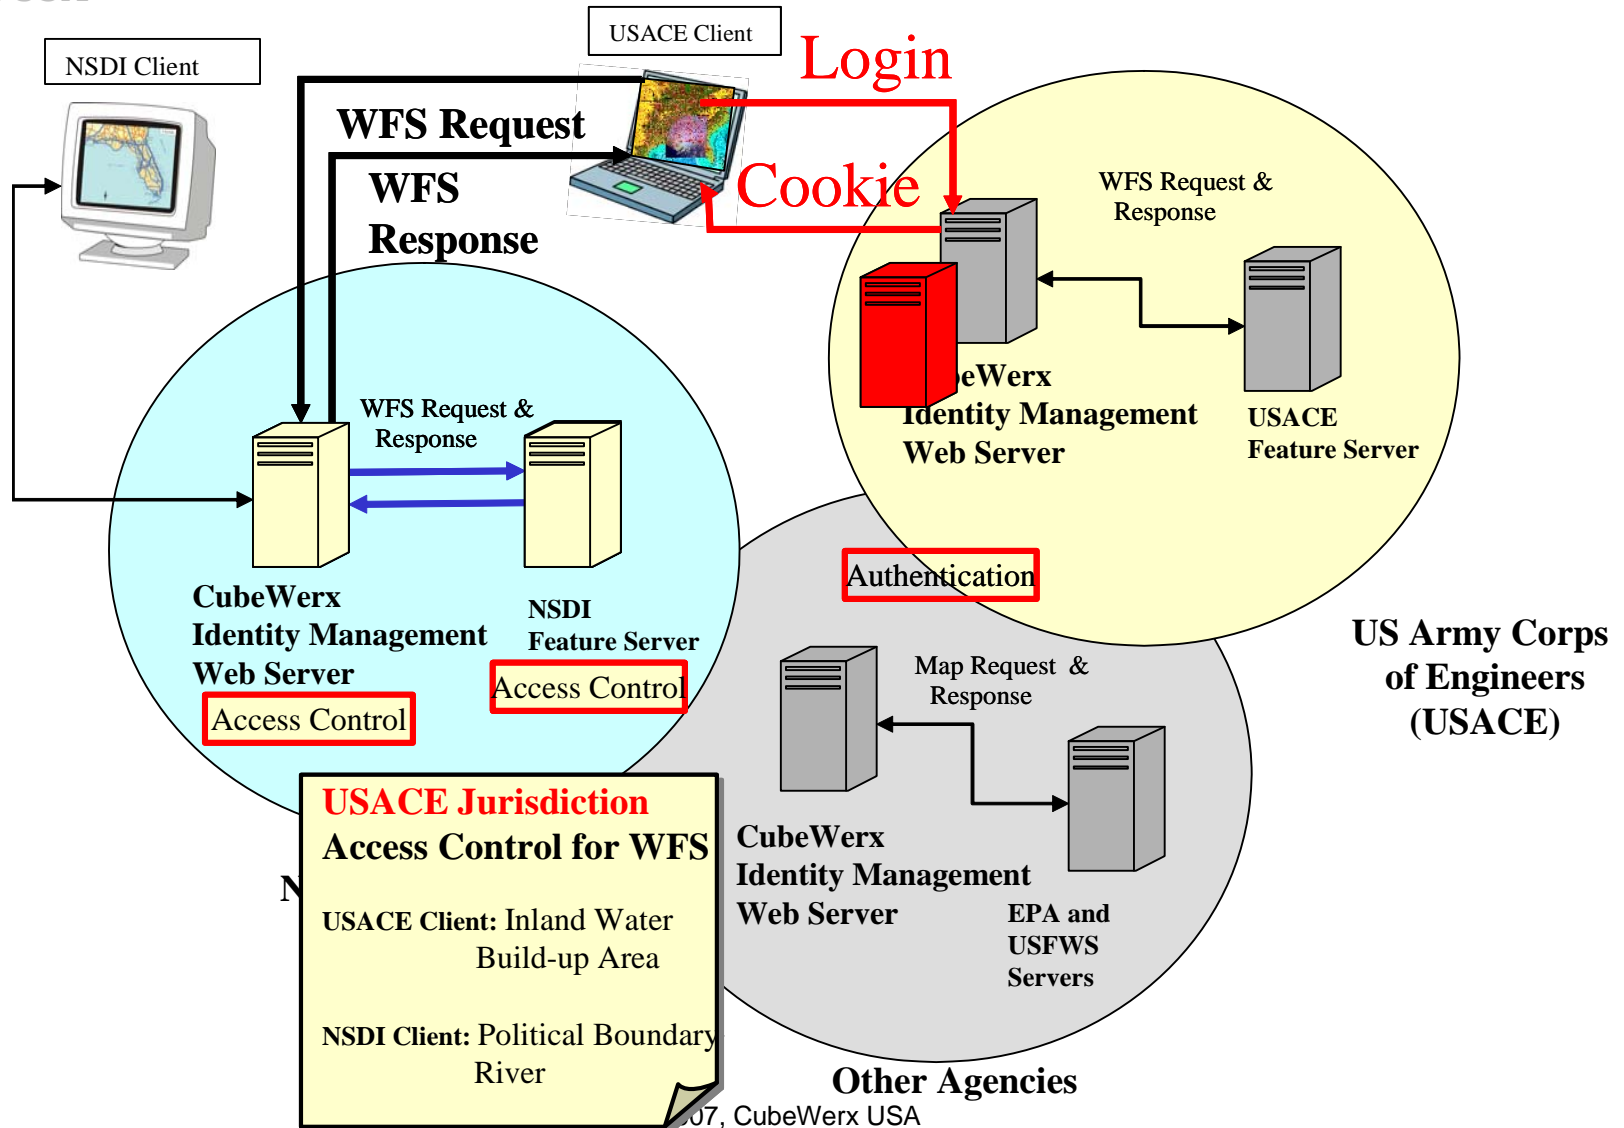 USACE Client
NSDI Client
Login
WFS Request
WFS
Response
Cookie
WFS Request &
Response
WFS Request &
Response
Identity Management
Web Server
USACE
Feature Server
CubeWerx
Identity Management
Web Server
NSDI
Feature Server
Access Control
Access Control
Authentication
US Army Corps
of Engineers
(USACE)
Map Request &
Response
CubeWerx
Identity Management
Web Server
EPA and
USFWS
Servers
USACE Jurisdiction
Access Control for WFS
USACE Client: Inland Water
Build-up Area
NSDI Client: Political Boundary
River
N
Other Agencies
07, CubeWerx USA